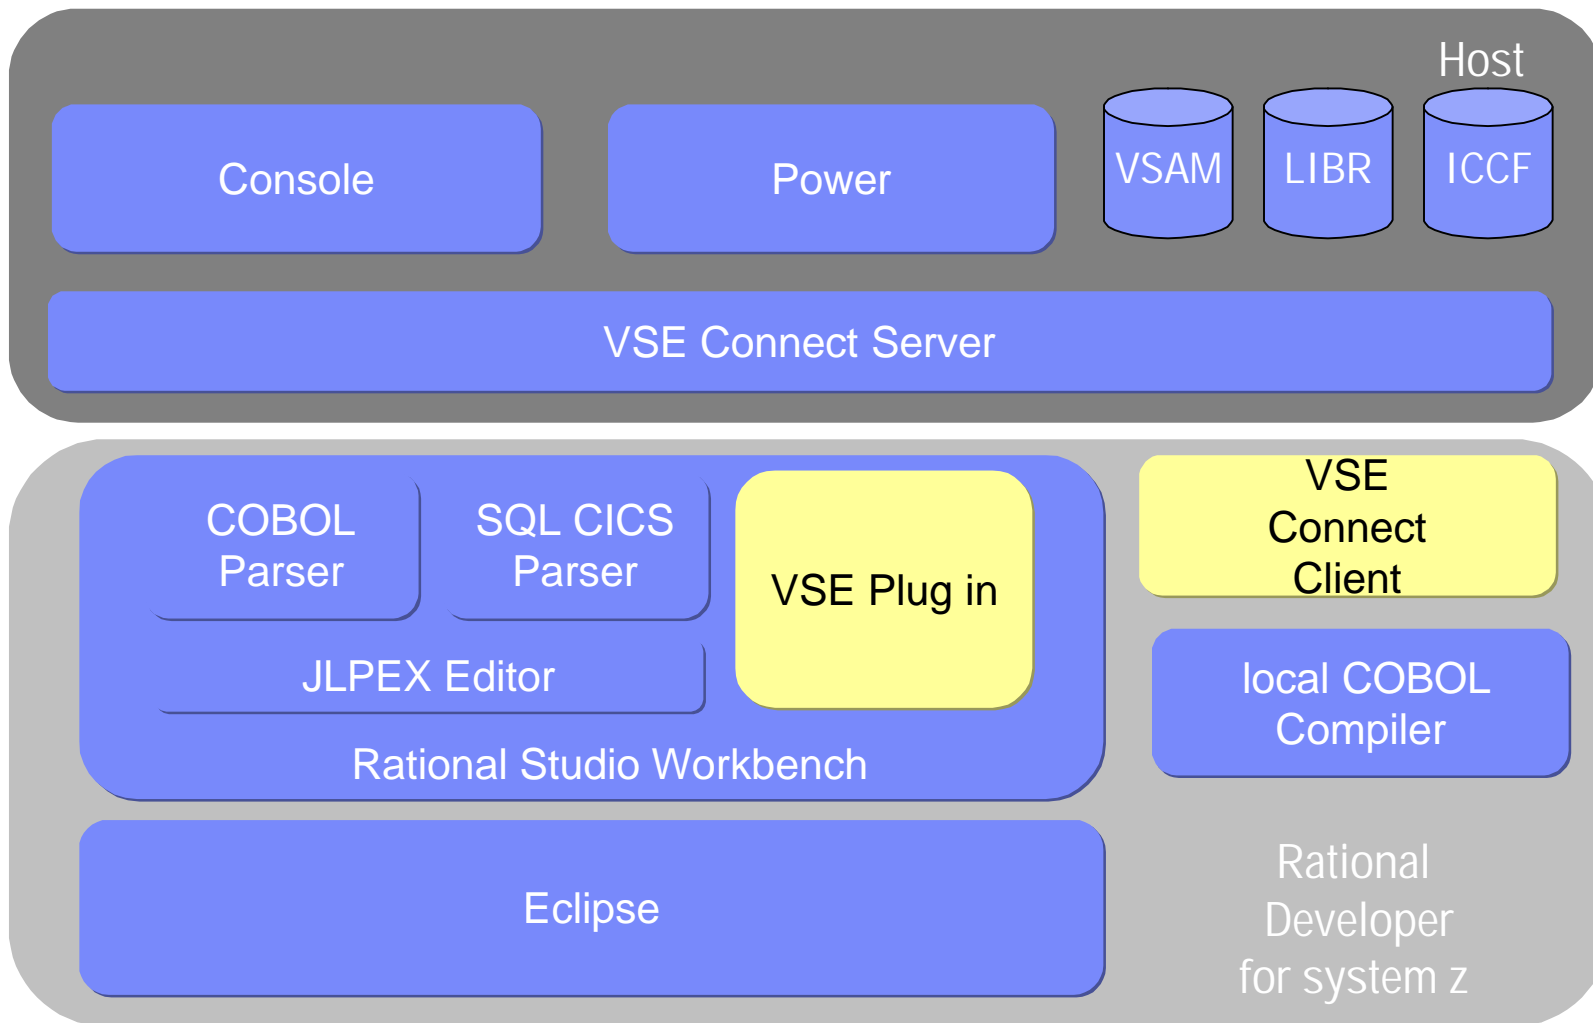 Host
Console
Power
VSAM
LIBR
ICCF
VSE Connect Server
COBOL
Parser
SQL CICS
Parser
VSE Plug in
JLPEX Editor
Rational Studio Workbench
VSE
Connect
Client
local COBOL
Compiler
Eclipse
Rational
Developer
for system z